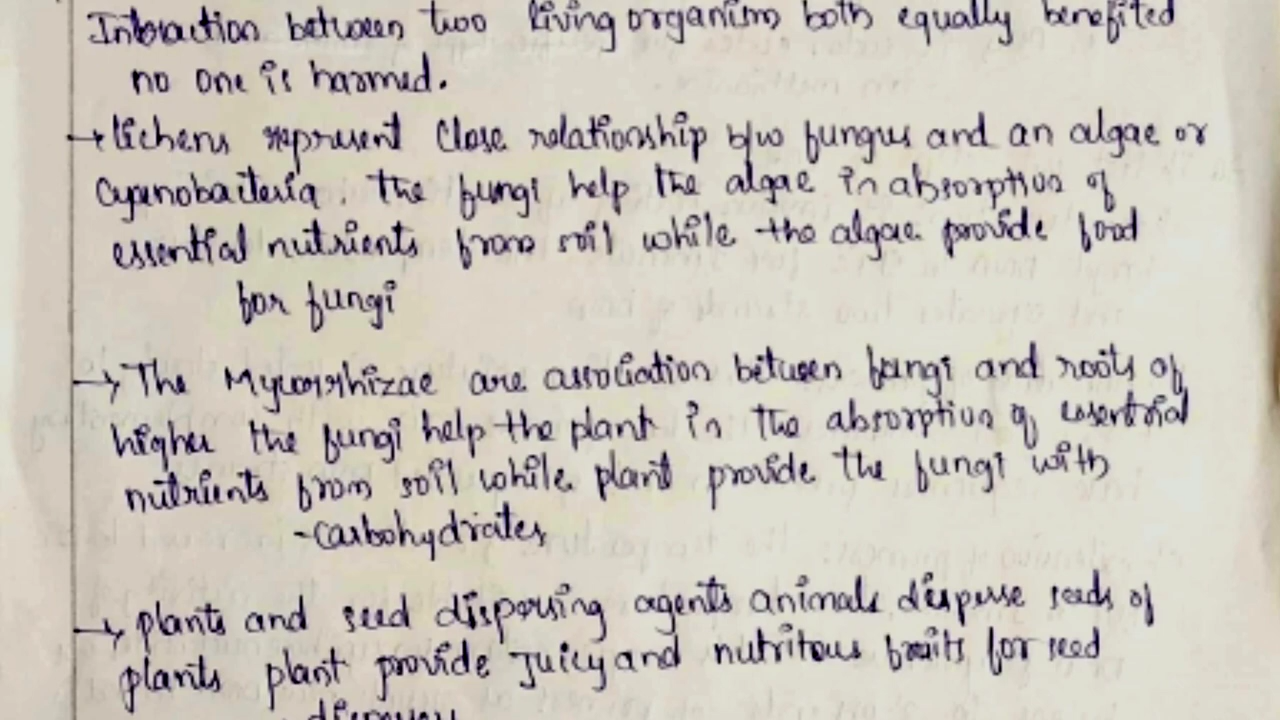 Interaction between two living organism both equally benefited
no one is harmed.
→ lichens represent Close relationship b/w fungus and an algae or
Cyanobacteria. The fungi help the algae in absorption of
essential nutrients from soil while the algae provide food
for fungi
→ The Mycorrhizae are association between fungi and roots of
higher the fungi help the plant in the absorption of essential
nutrients from soil while plant provide the fungi with
-Carbohydrates
→ plants and seed dispersing agents animals disperse seeds of
plants plant provide Juicy and nutritous fruits for seed